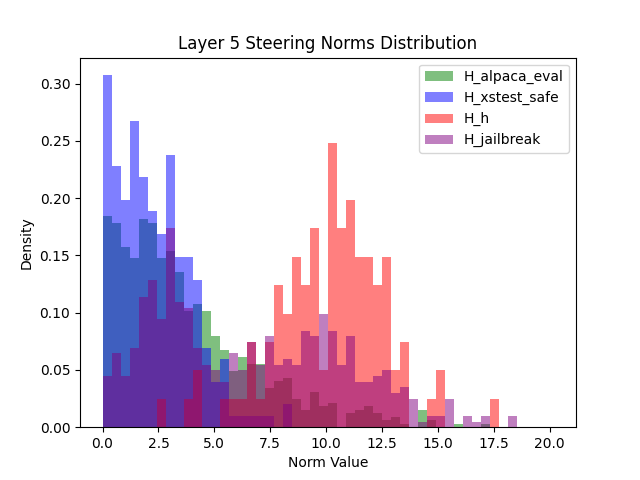 Layer 5 Steering Norms Distribution
H_alpaca_eval
H_xstest_safe
H_h
H_jailbreak
Density
0.30
0.25
0.20
0.15
0.10
0.05
0.00
0.0 2.5 5.0 7.5 10.0 12.5 15.0 17.5 20.0
Norm Value